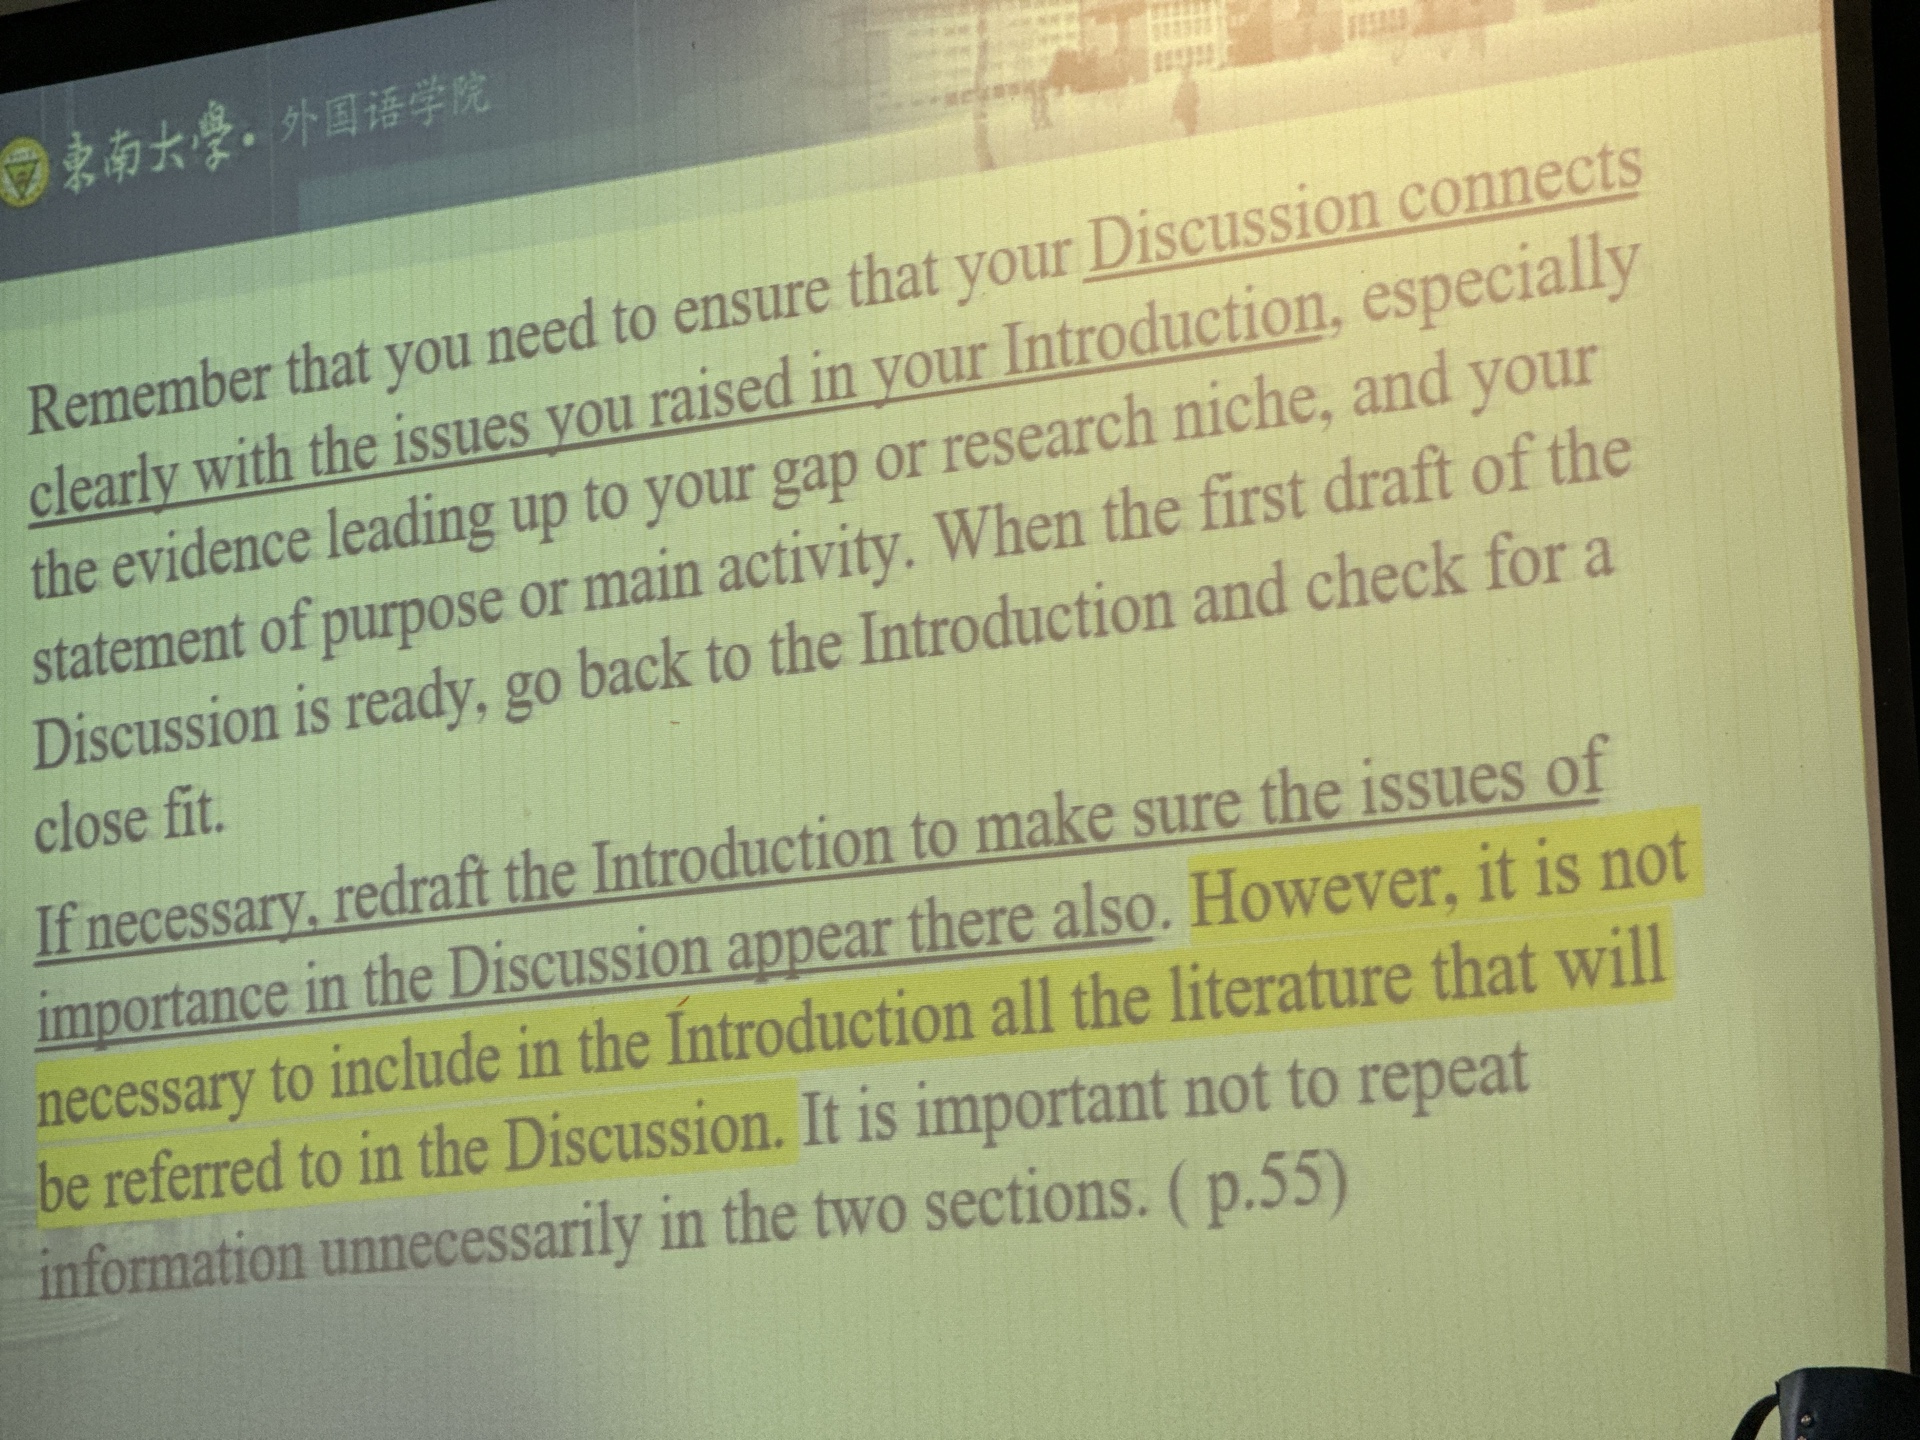 東南大學·外国语学院
Remember that you need to ensure that your Discussion connects
clearly with the issues you raised in your Introduction, especially
the evidence leading up to your gap or research niche, and your
statement of purpose or main activity. When the first draft of the
Discussion is ready, go back to the Introduction and check for a
close fit.
If necessary, redraft the Introduction to make sure the issues of
importance in the Discussion appear there also. However, it is not
necessary to include in the Introduction all the literature that will
be referred to in the Discussion. It is important not to repeat
information unnecessarily in the two sections. ( p.55)